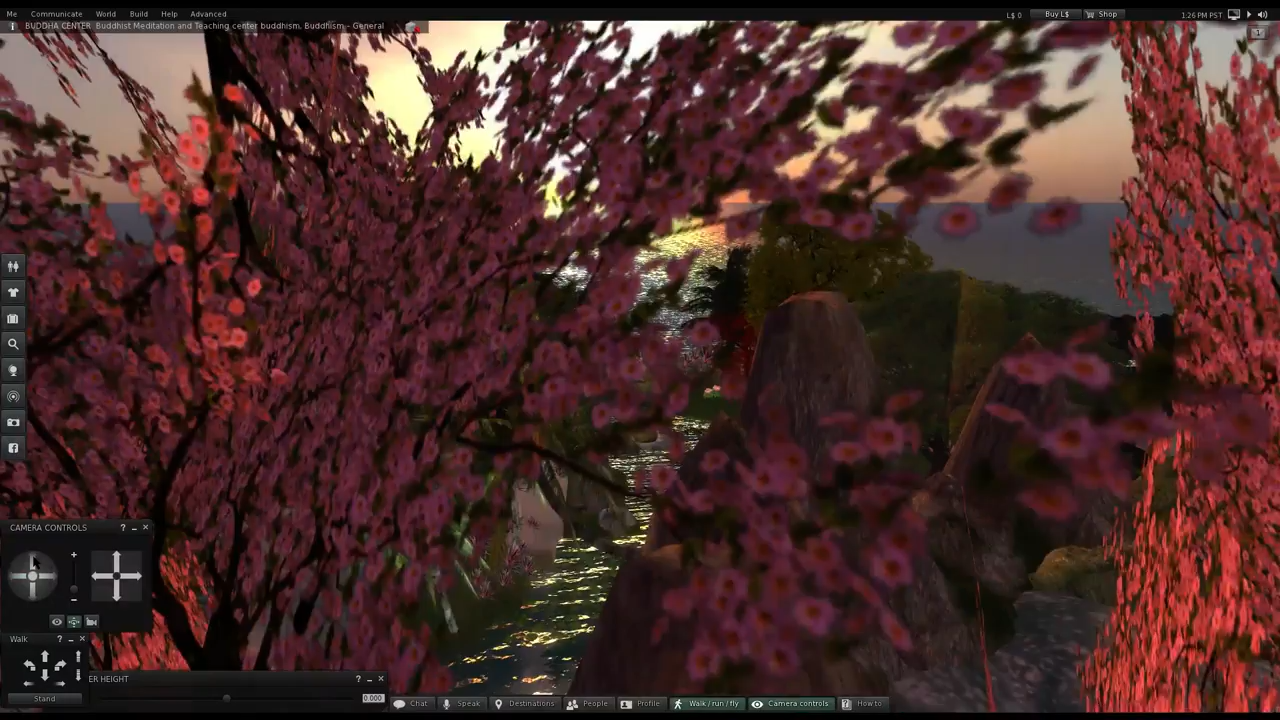 Me Communicate World Build Help Advanced L$ 0 Buy L$ Shop 1:26 PM PST
BUDDHA CENTER Buddhist Meditation and Teaching center buddhism, Buddhism – General
CAMERA CONTROLS ?
Walk ?
ER HEIGHT ?
Stand 0.000
Chat Speak Destinations People Profile Walk / run / fly Camera controls How to